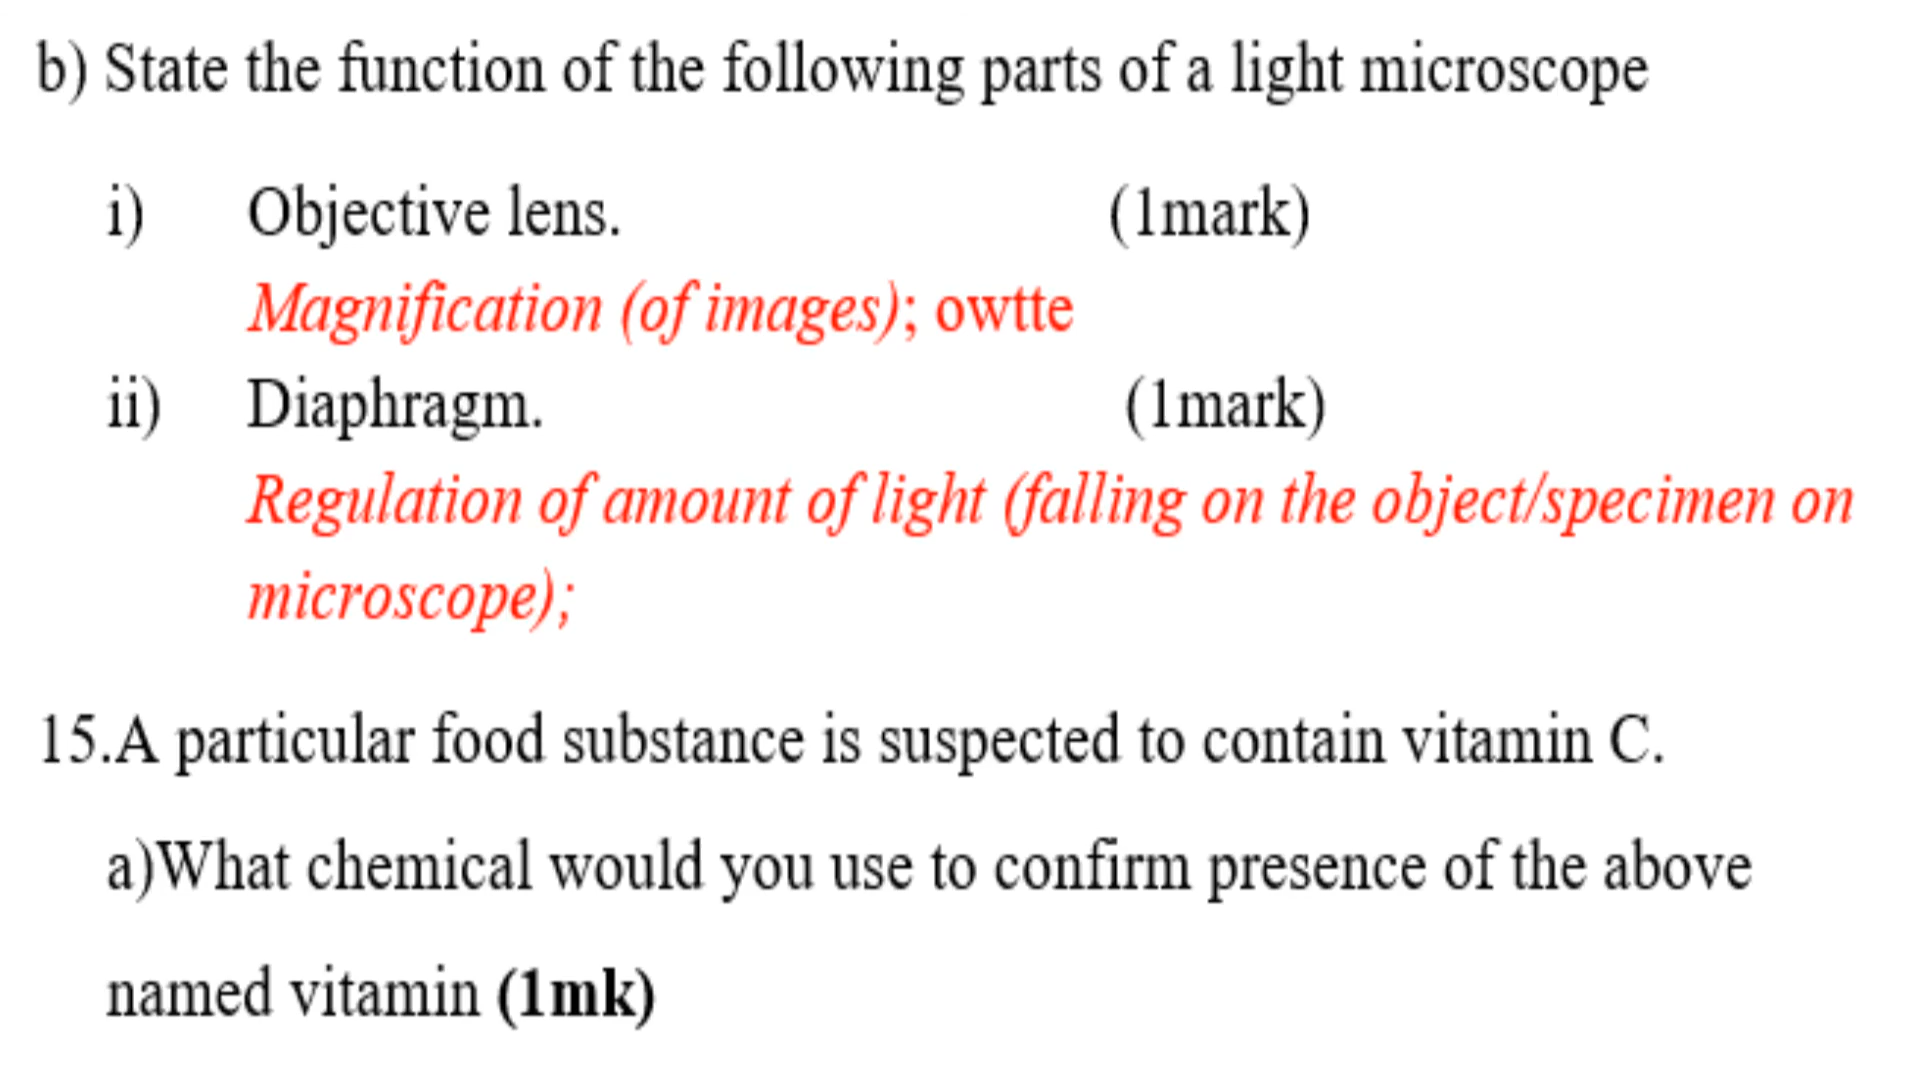 b) State the function of the following parts of a light microscope
i) Objective lens. (1mark)
Magnification (of images); owtte
ii) Diaphragm. (1mark)
Regulation of amount of light (falling on the object/specimen on
microscope);
15.A particular food substance is suspected to contain vitamin C.
a)What chemical would you use to confirm presence of the above
named vitamin (1mk)